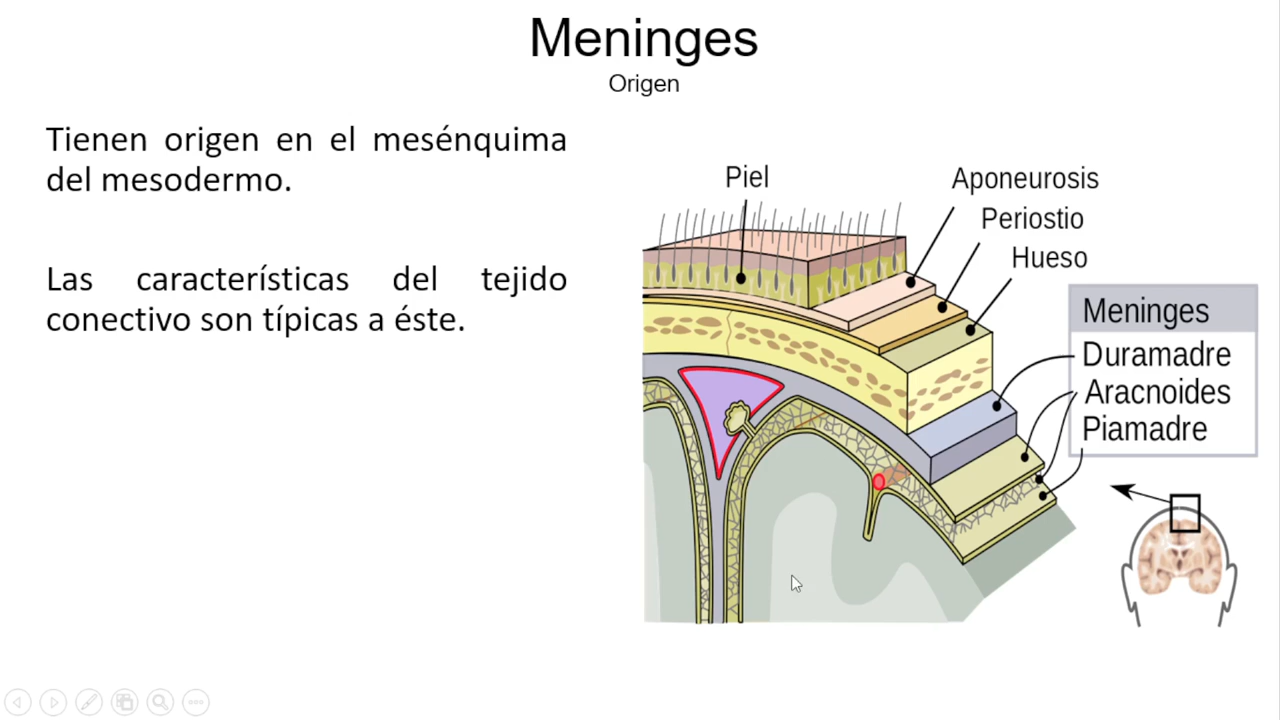 Meninges
Origen
Tienen origen en el mesénquima
del mesodermo.
Las características del tejido
conectivo son típicas a éste.
Piel
Aponeurosis
Periostio
Hueso
Meninges
Duramadre
Aracnoides
Piamadre